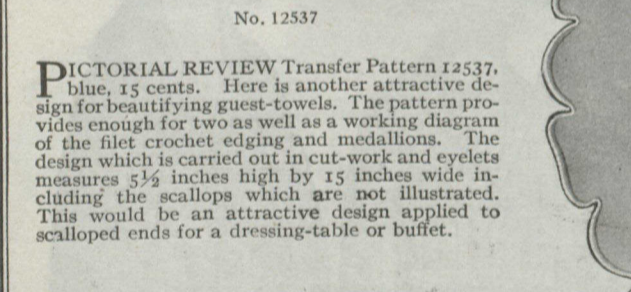 No. 12537
PICTORIAL REVIEW Transfer Pattern 12537,
blue, 15 cents. Here is another attractive de-
sign for beautifying guest-towels. The pattern pro-
vides enough for two as well as a working diagram
of the filet crochet edging and medallions. The
design which is carried out in cut-work and eyelets
measures 5½ inches high by 15 inches wide in-
cluding the scallops which are not illustrated.
This would be an attractive design applied to
scalloped ends for a dressing-table or buffet.